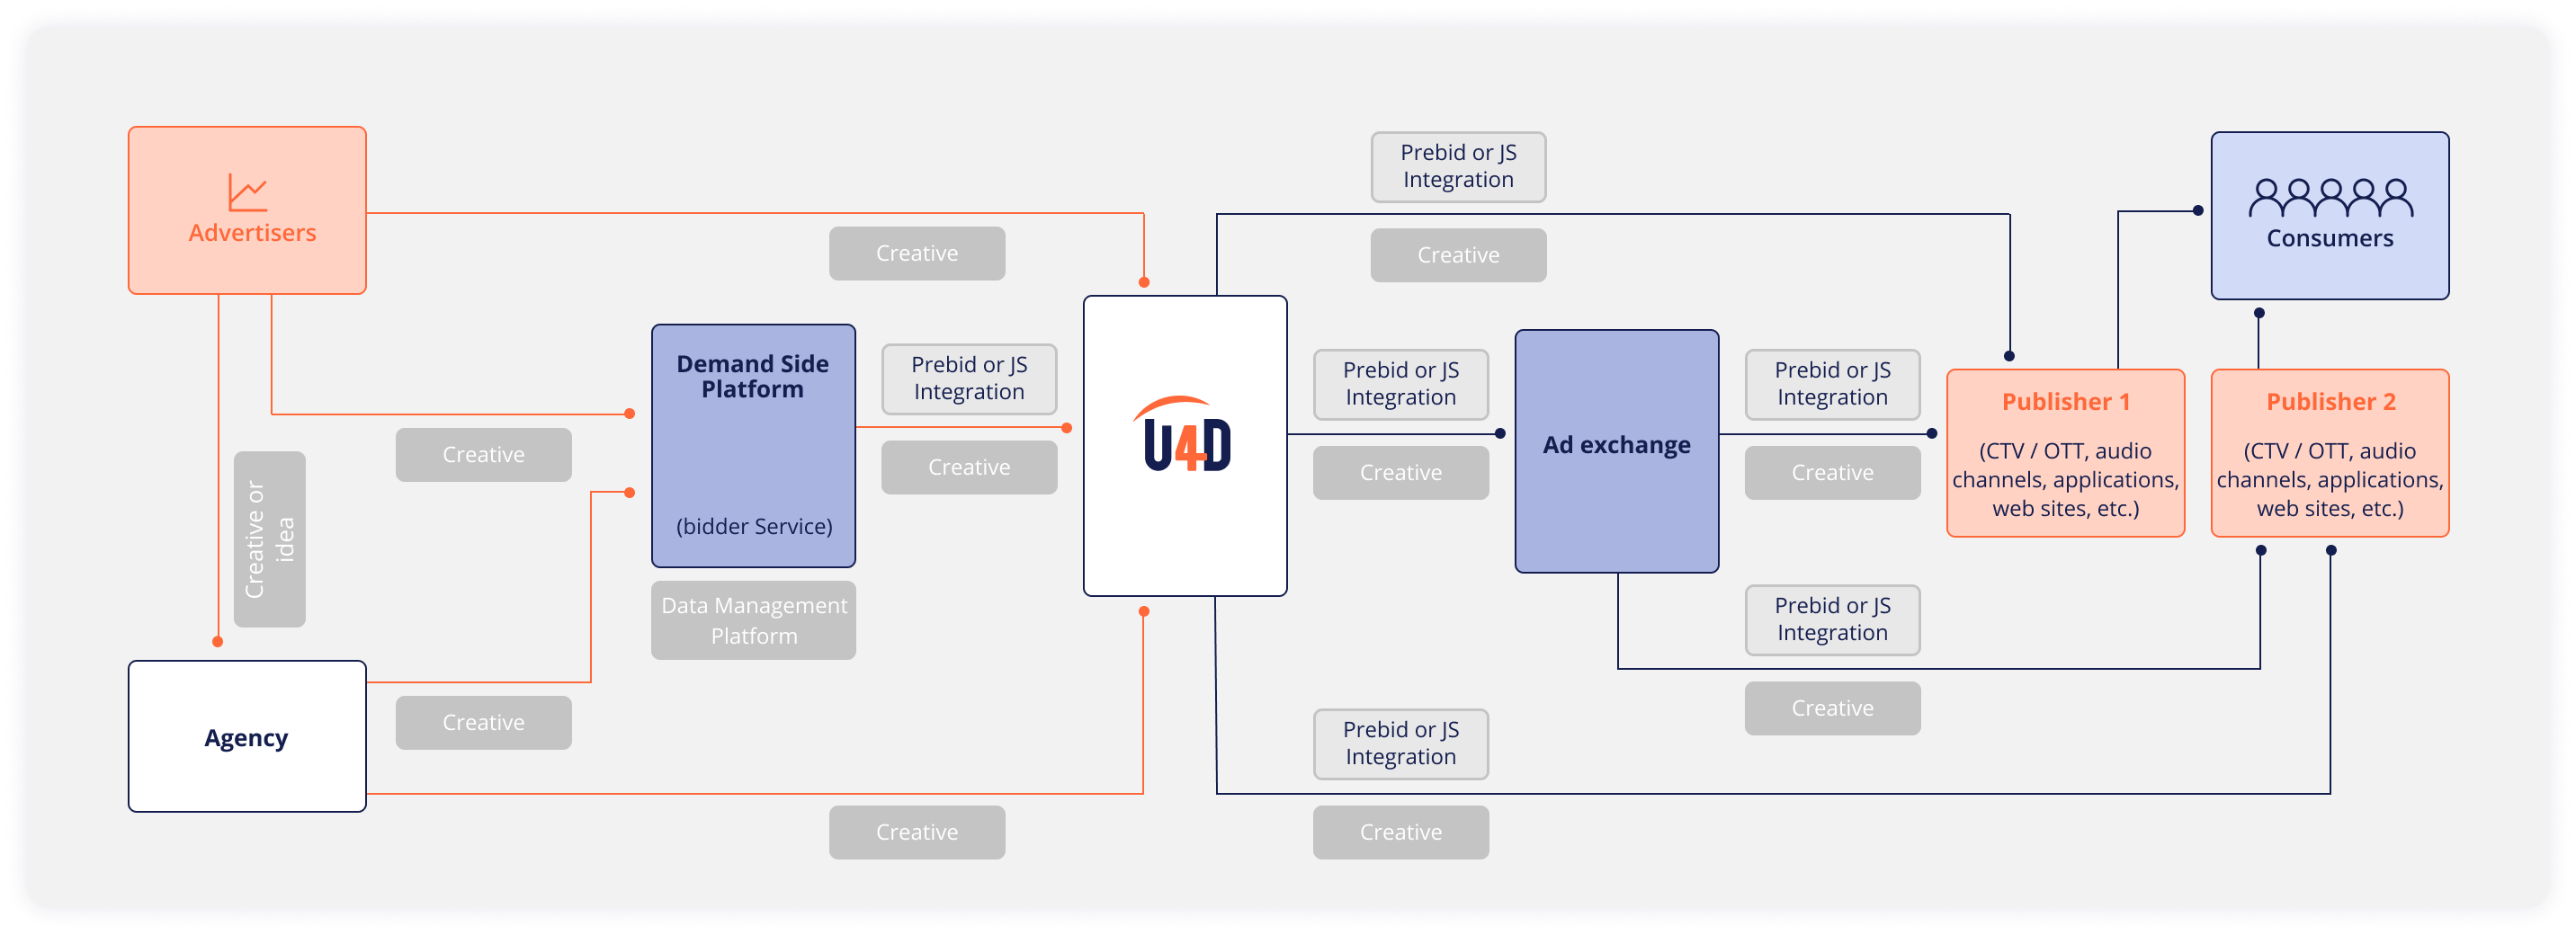 Advertisers
Creative
Creative or
idea
Creative
Agency
Creative
Creative
Demand Side
Platform
(bidder Service)
Data Management
Platform
Prebid or JS
Integration
Creative
U4D
Prebid or JS
Integration
Creative
Prebid or JS
Integration
Creative
Prebid or JS
Integration
Creative
Ad exchange
Prebid or JS
Integration
Creative
Prebid or JS
Integration
Creative
Consumers
Publisher 1
(CTV / OTT, audio
channels, applications,
web sites, etc.)
Publisher 2
(CTV / OTT, audio
channels, applications,
web sites, etc.)